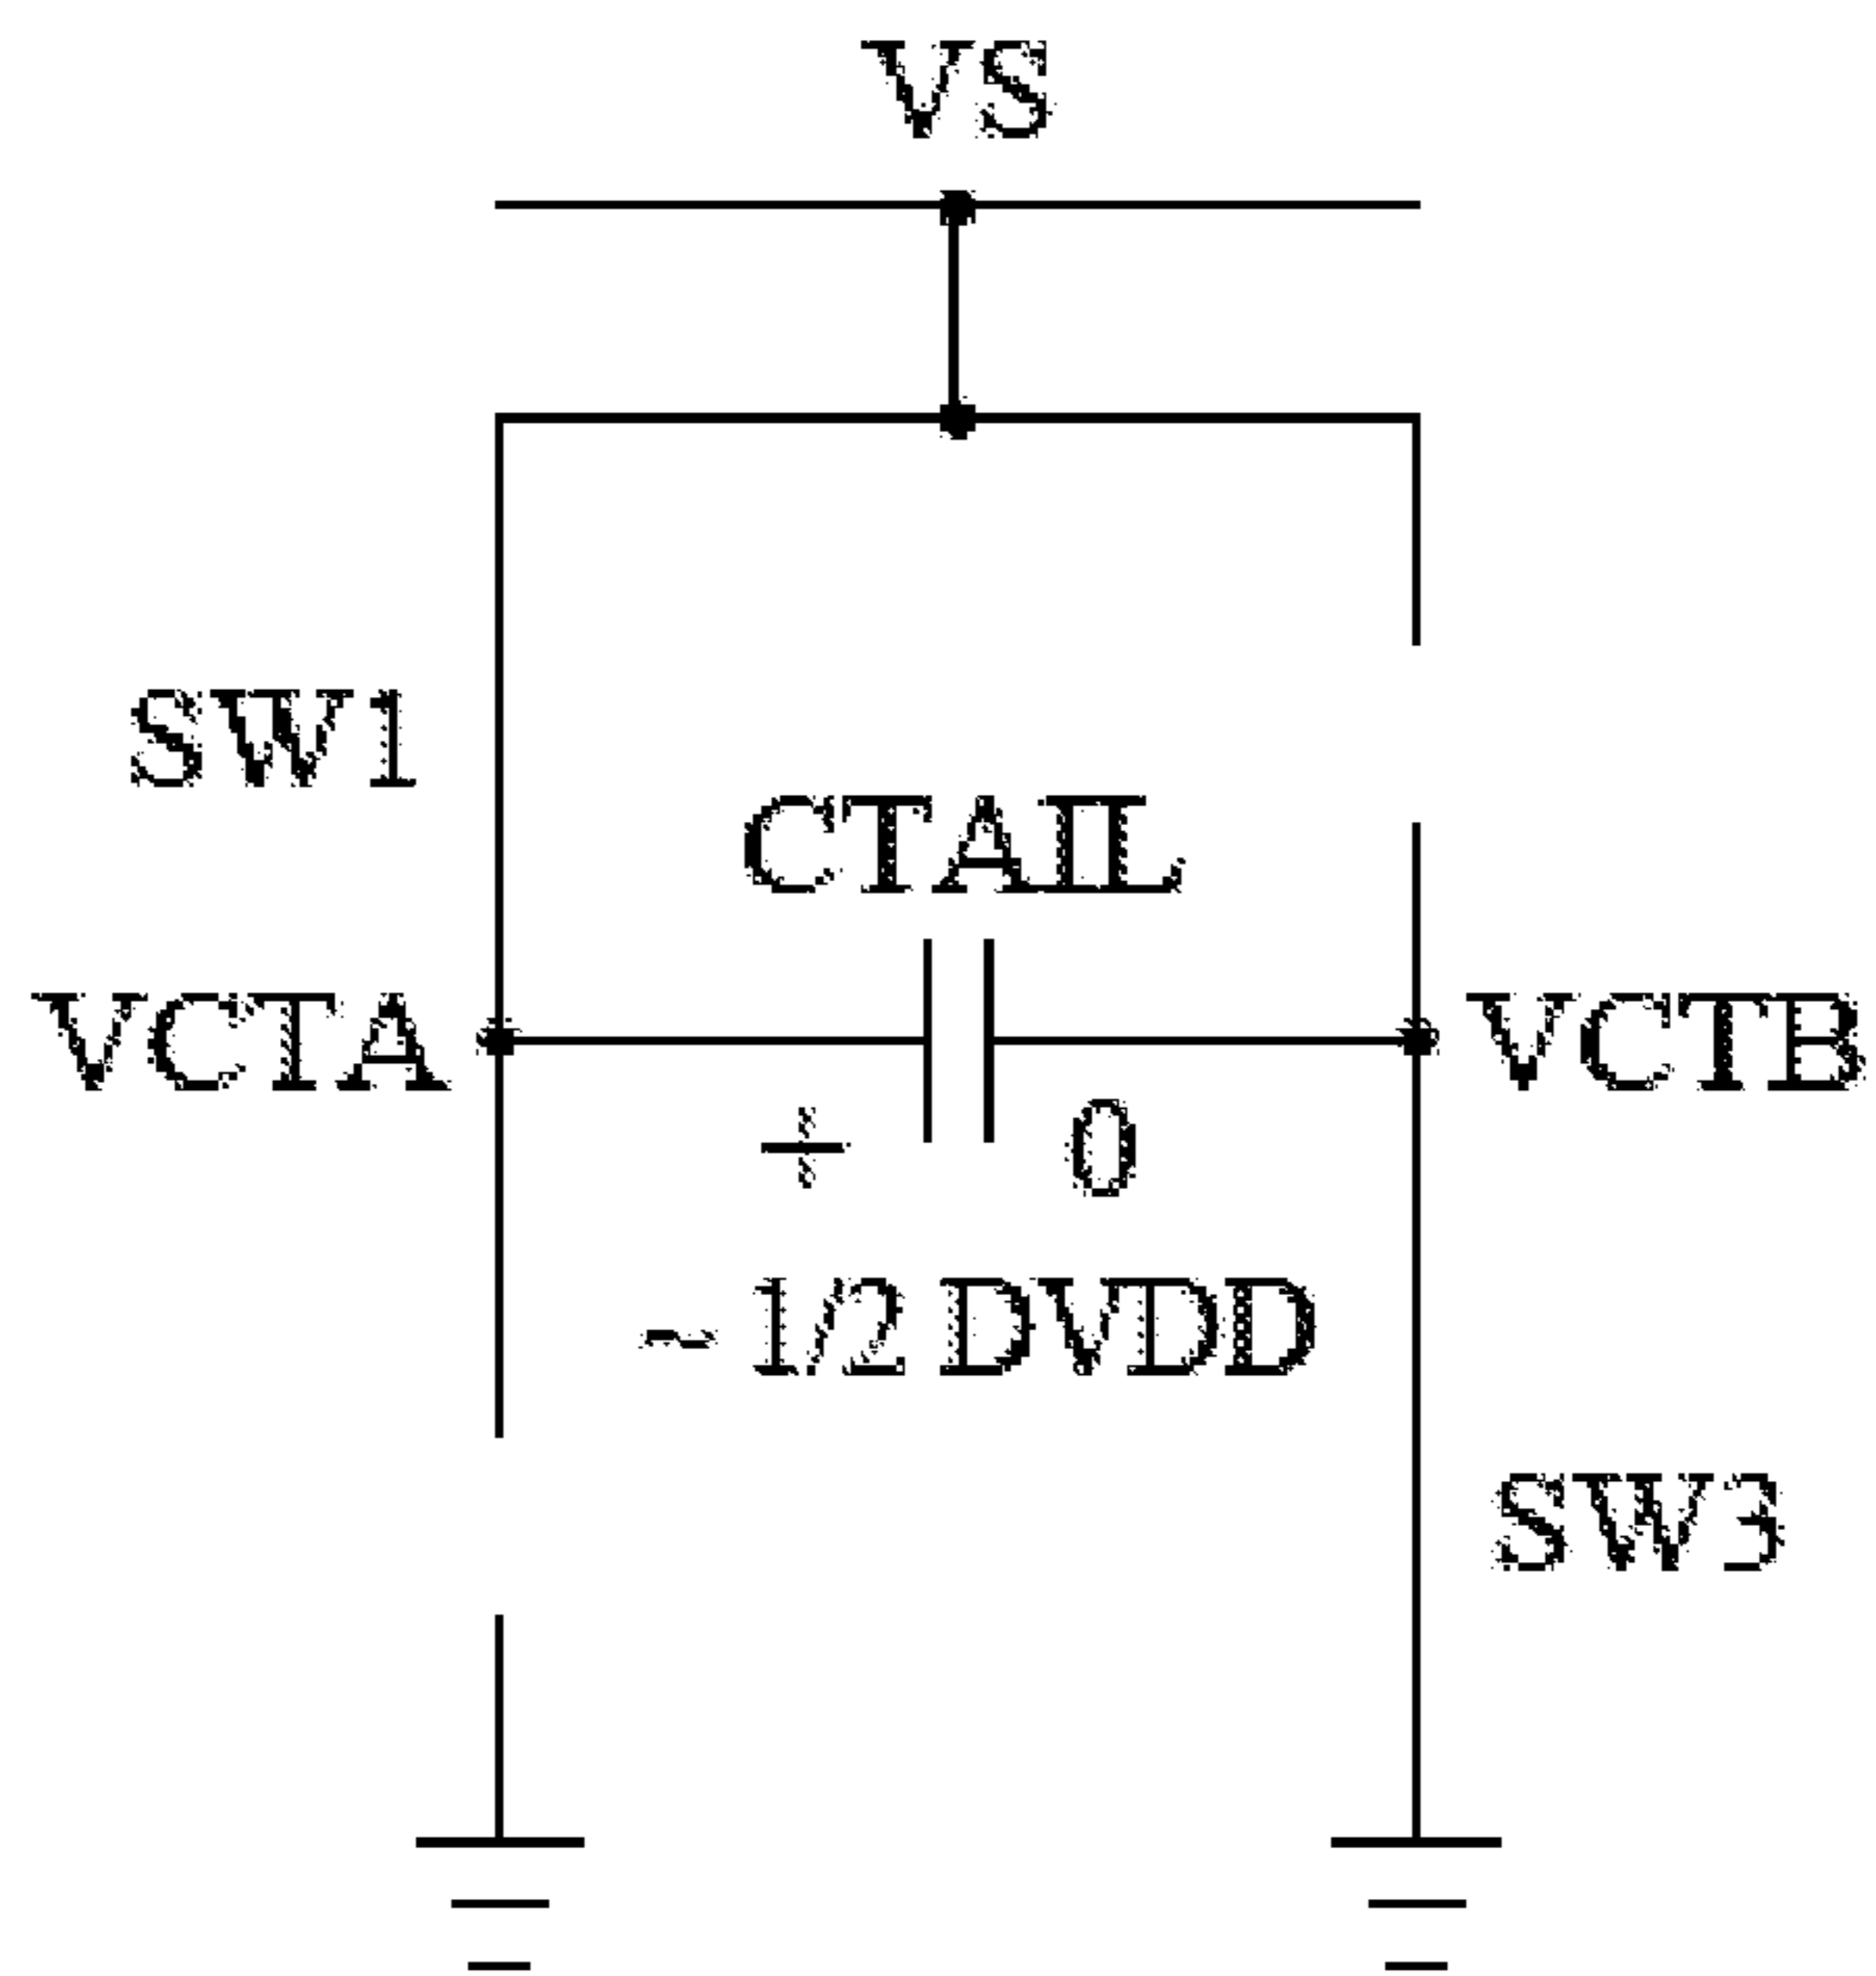 VS
SW1
CTAIL
VCTA
VCTB
+ 0
~1/2 DVDD
SW3